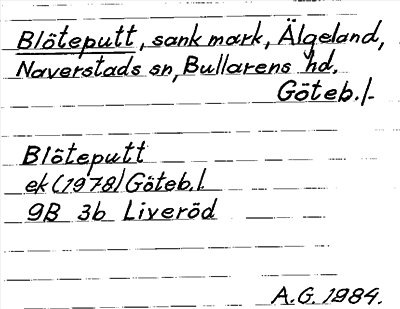 Blöteputt, sank mark, Älgeland,
Naverstads sn, Bullarens hd.
Göteb. l.
Blöteputt
ek (1978) Göteb. l.
9B 3b Liveröd
A.G. 1984.